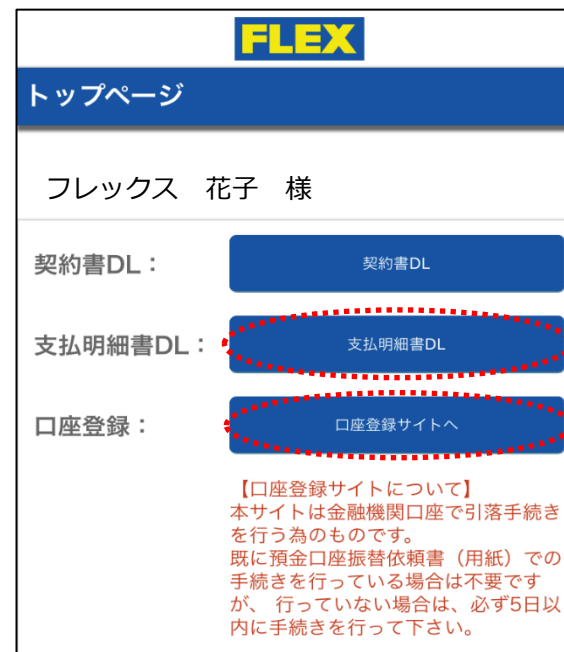 FLEX
トップページ
フレックス　花子　様
契約書DL：
契約書DL
支払明細書DL：
支払明細書DL
口座登録：
口座登録サイトへ
【口座登録サイトについて】
本サイトは金融機関口座で引落手続き
を行う為のものです。
既に預金口座振替依頼書（用紙）での
手続きを行っている場合は不要です
が、 行っていない場合は、必ず5日以
内に手続きを行って下さい。